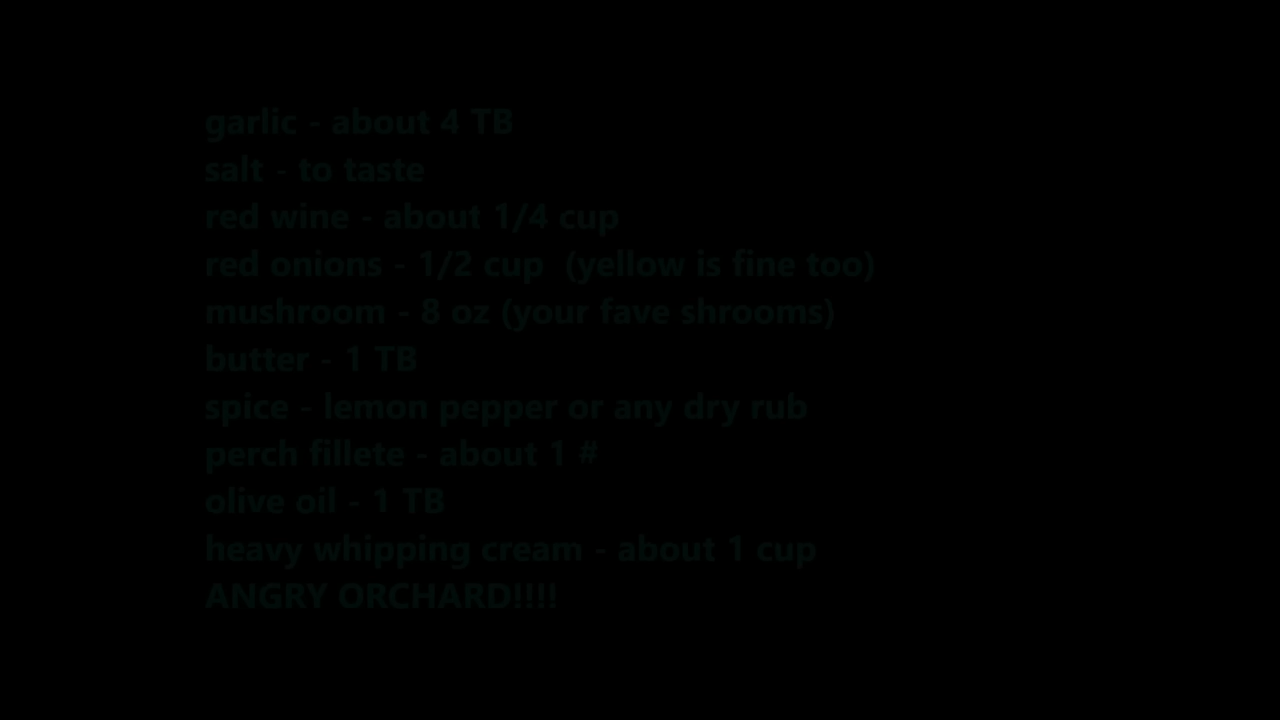 garlic - about 4 TB
salt - to taste
red wine - about 1/4 cup
red onions - 1/2 cup  (yellow is fine too)
mushroom - 8 oz (your fave shrooms)
butter - 1 TB
spice - lemon pepper or any dry rub
perch fillete - about 1 #
olive oil - 1 TB
heavy whipping cream - about 1 cup
ANGRY ORCHARD!!!!